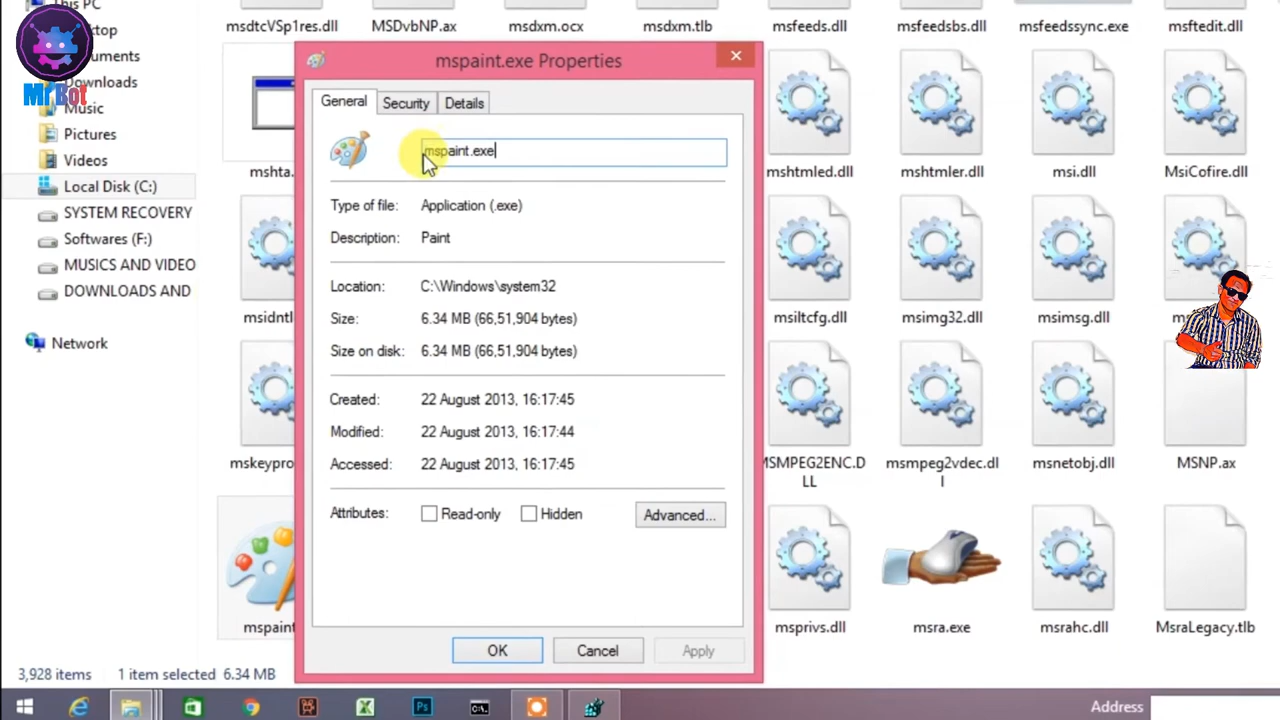 This PC
msdtcVSp1res.dll
MSDvbNP.ax
msdxm.ocx
msdxm.tlb
msfeeds.dll
msfeedsbs.dll
msfeedssync.exe
msftedit.dll
Mr Bot
Downloads
Music
Pictures
Videos
Local Disk (C:)
SYSTEM RECOVERY
Softwares (F:)
MUSICS AND VIDEO
DOWNLOADS AND
Network
mspaint.exe Properties
General
Security
Details
mspaint.exe
Type of file: Application (.exe)
Description: Paint
Location: C:\Windows\system32
Size: 6.34 MB (66,51,904 bytes)
Size on disk: 6.34 MB (66,51,904 bytes)
Created: 22 August 2013, 16:17:45
Modified: 22 August 2013, 16:17:44
Accessed: 22 August 2013, 16:17:45
Attributes: Read-only Hidden Advanced...
OK Cancel Apply
mshta.
mshtmled.dll
mshtmler.dll
msi.dll
MsiCofire.dll
msidntl
msiltcfg.dll
msimg32.dll
msimsg.dll
mskeypro
MSMPEG2ENC.D
LL
msmpeg2vdec.dl
l
msnetobj.dll
MSNP.ax
mspaint
msprivs.dll
msra.exe
msrahc.dll
MsraLegacy.tlb
3,928 items 1 item selected 6.34 MB
Ps
Address